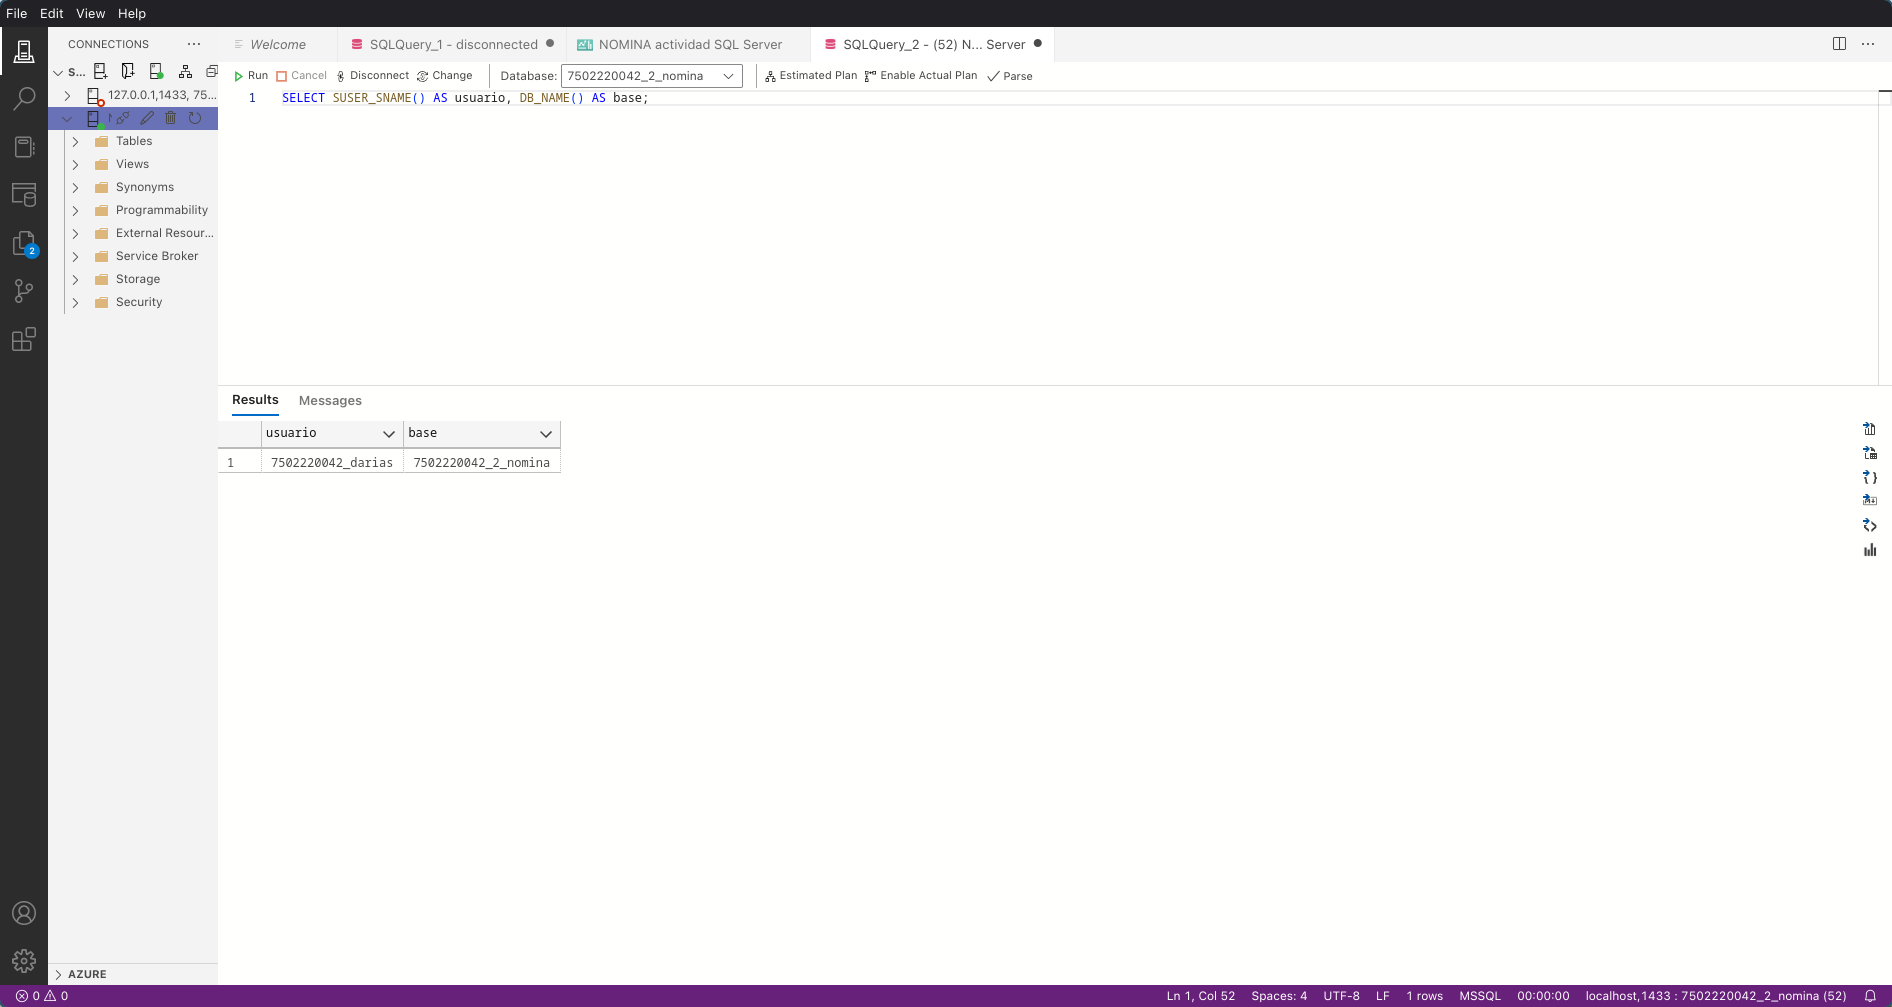 File Edit View Help
CONNECTIONS ···
Welcome
SQLQuery_1 - disconnected
NOMINA actividad SQL Server
SQLQuery_2 - (52) N... Server
S...
Run Cancel Disconnect Change Database: 7502220042_2_nomina Estimated Plan Enable Actual Plan Parse
127.0.0.1,1433, 75...
1 SELECT SUSER_SNAME() AS usuario, DB_NAME() AS base;
Tables
Views
Synonyms
Programmability
External Resour...
Service Broker
Storage
Security
2
Results Messages
usuario base
1 7502220042_darias 7502220042_2_nomina
AZURE
0 0 Ln 1, Col 52 Spaces: 4 UTF-8 LF 1 rows MSSQL 00:00:00 localhost,1433 : 7502220042_2_nomina (52)